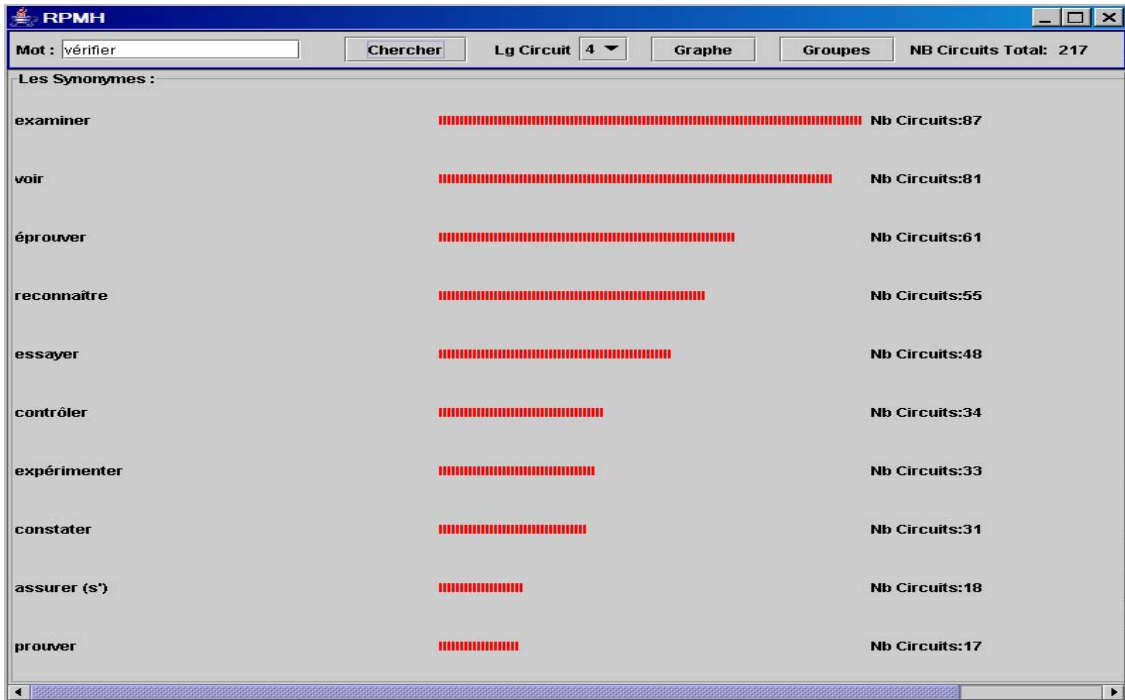 RPMH
Mot : vérifier Chercher Lg Circuit 4 Graphe Groupes NB Circuits Total: 217
Les Synonymes :
examiner Nb Circuits:87
voir Nb Circuits:81
éprouver Nb Circuits:61
reconnaître Nb Circuits:55
essayer Nb Circuits:48
contrôler Nb Circuits:34
expérimenter Nb Circuits:33
constater Nb Circuits:31
assurer (s') Nb Circuits:18
prouver Nb Circuits:17